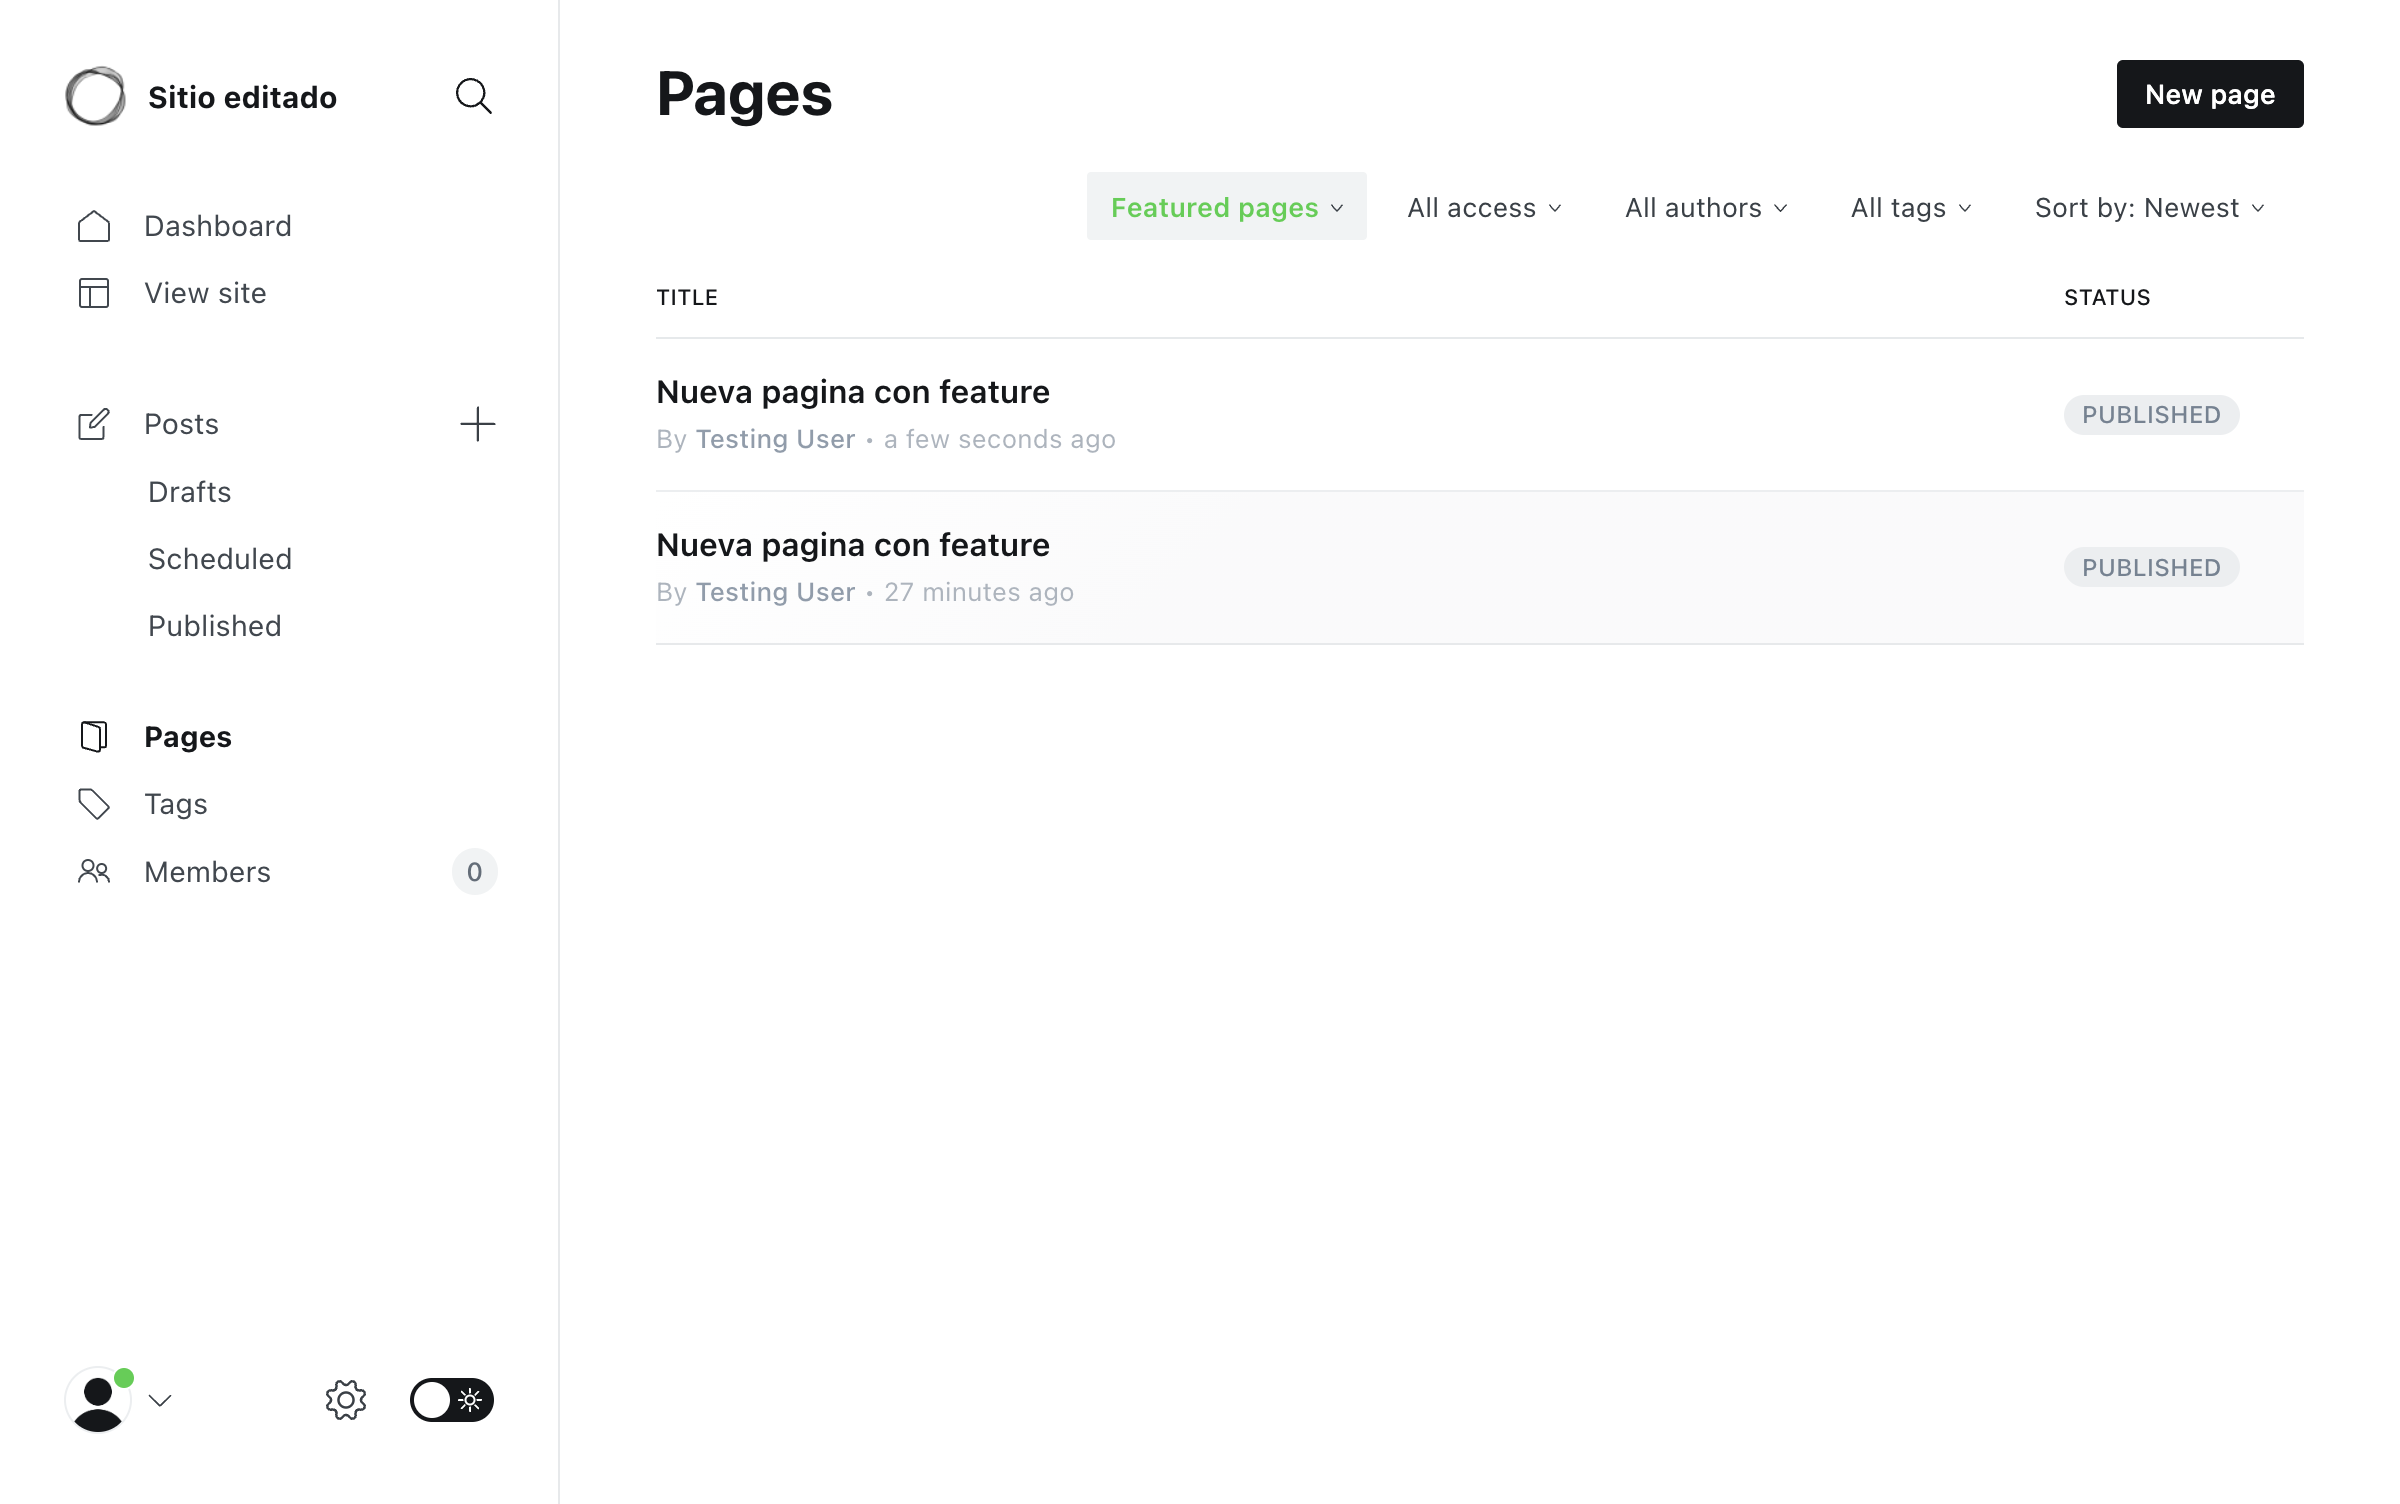 Sitio editado
Dashboard
View site
Posts
Drafts
Scheduled
Published
Pages
Tags
Members 0
Pages
New page
Featured pages All access All authors All tags Sort by: Newest
TITLE STATUS
Nueva pagina con feature
By Testing User • a few seconds ago
PUBLISHED
Nueva pagina con feature
By Testing User • 27 minutes ago
PUBLISHED